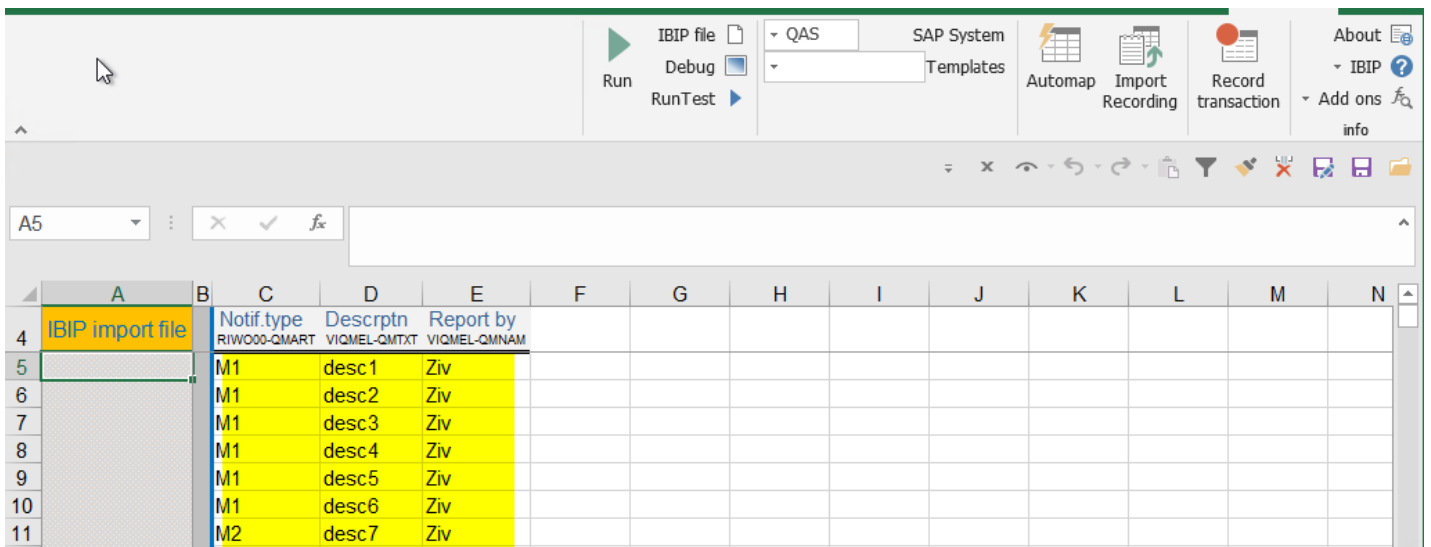 IBIP file QAS SAP System About
Debug Templates IBIP
Run Automap Import Recording Record transaction
RunTest Add ons
info
A5 fx
A B C D E F G H I J K L M N
4 IBIP import file Notif.type Descrptn Report by
RIWO00-QMART VIQMEL-QMTXT VIQMEL-QMNAM
5 M1 desc1 Ziv
6 M1 desc2 Ziv
7 M1 desc3 Ziv
8 M1 desc4 Ziv
9 M1 desc5 Ziv
10 M1 desc6 Ziv
11 M2 desc7 Ziv